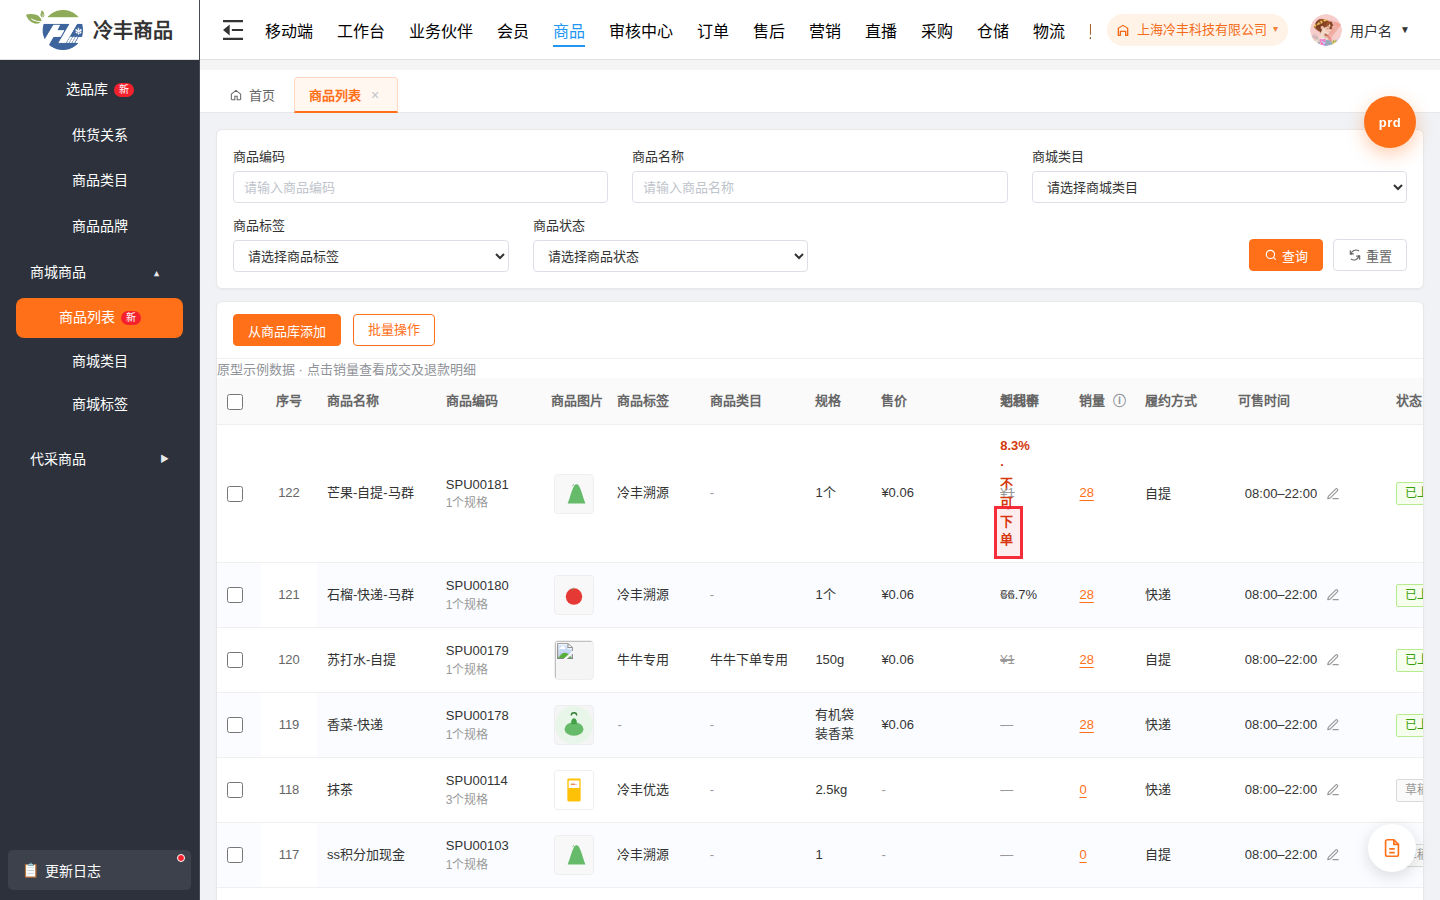 冷丰商品
移动端 工作台 业务伙伴 会员 商品 审核中心 订单 售后 营销 直播 采购 仓储 物流
上海冷丰科技有限公司 ▾
用户名 ▼
选品库 新
供货关系
商品类目
商品品牌
商城商品 ▲
商品列表 新
商城类目
商城标签
代采商品 ▶
📋 更新日志
首页
商品列表 ×
prd
商品编码 商品名称 商城类目
请输入商品编码 请输入商品名称 请选择商城类目
商品标签 商品状态
请选择商品标签 请选择商品状态 查询 重置
从商品库添加 批量操作
原型示例数据 · 点击销量查看成交及退款明细
序号 商品名称 商品编码 商品图片 商品标签 商品类目 规格 售价 销量 ⓘ 履约方式 可售时间 状态
122 芒果-自提-马群 SPU00181 冷丰溯源 - 1个 ¥0.06 8.3% · 不可下单 ¥1 28 自提 08:00–22:00
1个规格
121 石榴-快递-马群 SPU00180 冷丰溯源 - 1个 ¥0.06 28 快递 08:00–22:00
1个规格
120 苏打水-自提 SPU00179 牛牛专用 牛牛下单专用 150g ¥0.06 ¥1 28 自提 08:00–22:00
1个规格
119 香菜-快递 SPU00178 - - 有机袋装香菜 ¥0.06 — 28 快递 08:00–22:00
1个规格
118 抹茶 SPU00114 冷丰优选 - 2.5kg - — 0 快递 08:00–22:00
3个规格
117 ss积分加现金 SPU00103 冷丰溯源 - 1 - — 0 自提 08:00–22:00
1个规格